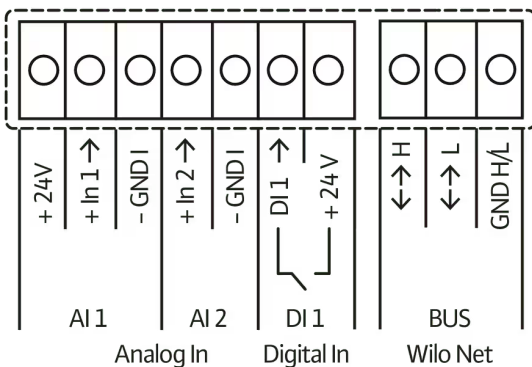 + 24V
+ In 1 →
– GND I
+ In 2 →
– GND I
DI 1 →
+ 24 V
↔ H
↔ L
GND H/L
AI 1 AI 2 DI 1 BUS
Analog In Digital In Wilo Net